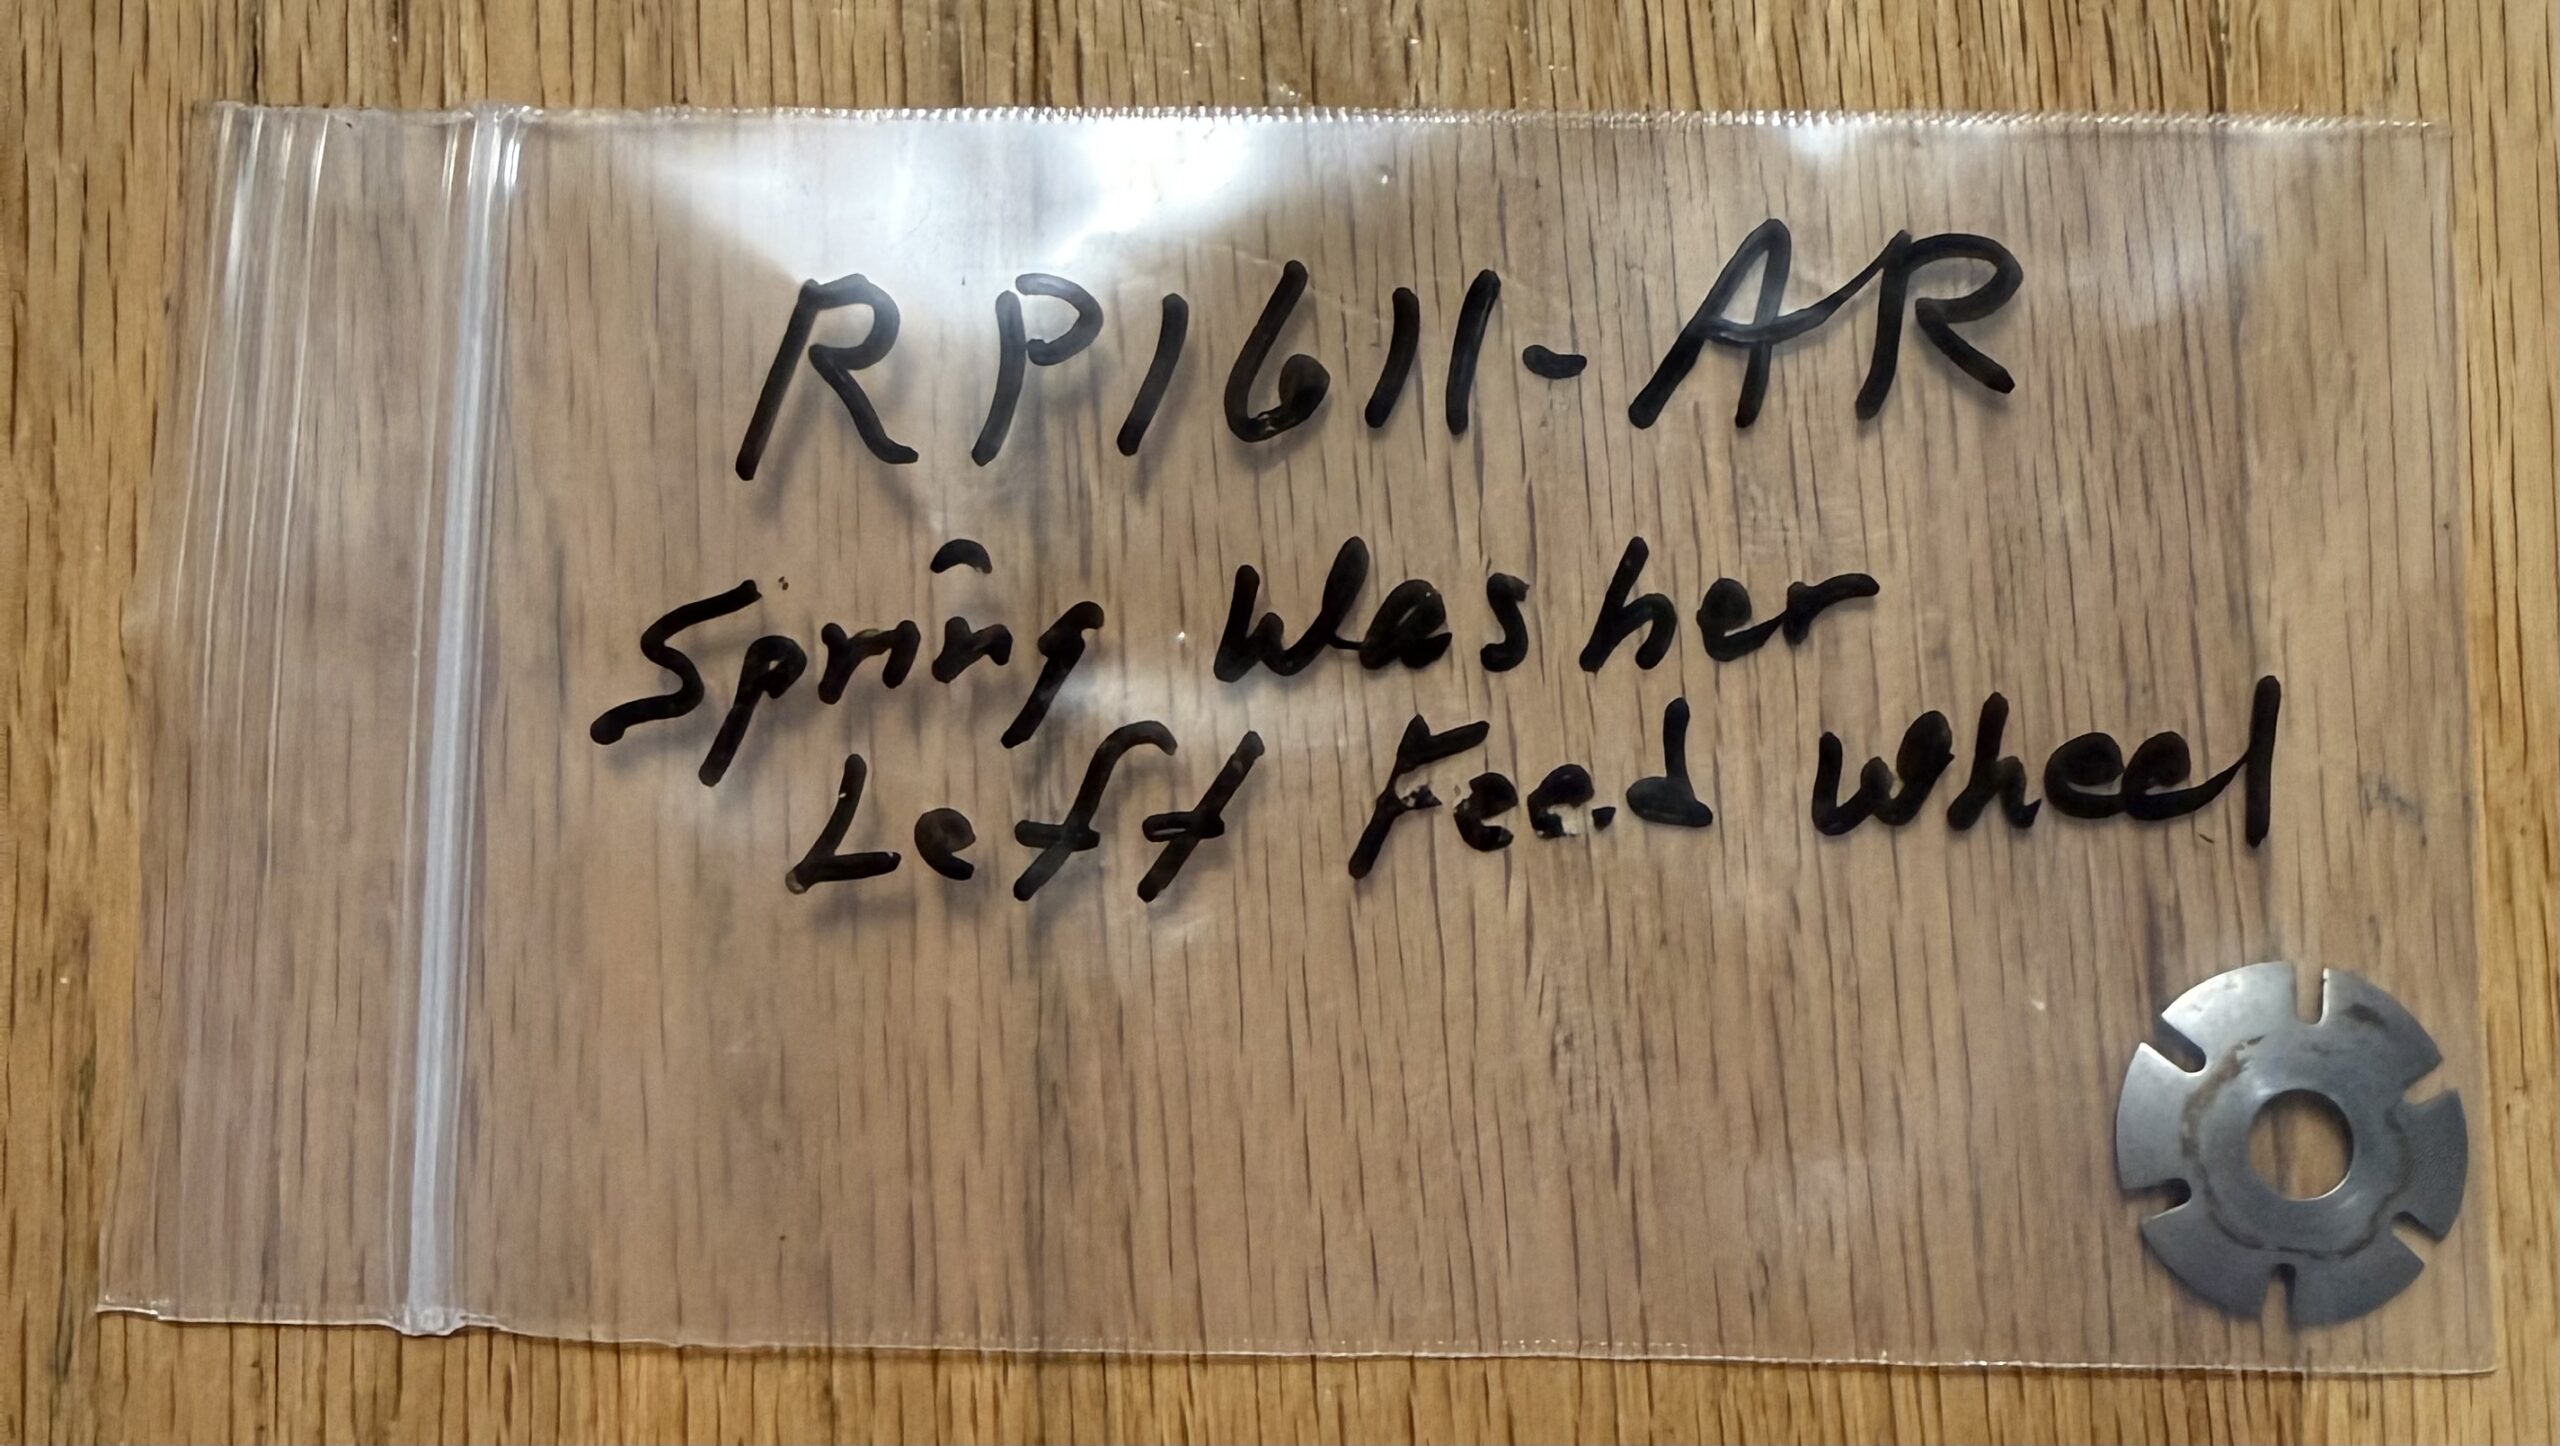 RP1611-AR
Spring Washer
Left Feed Wheel